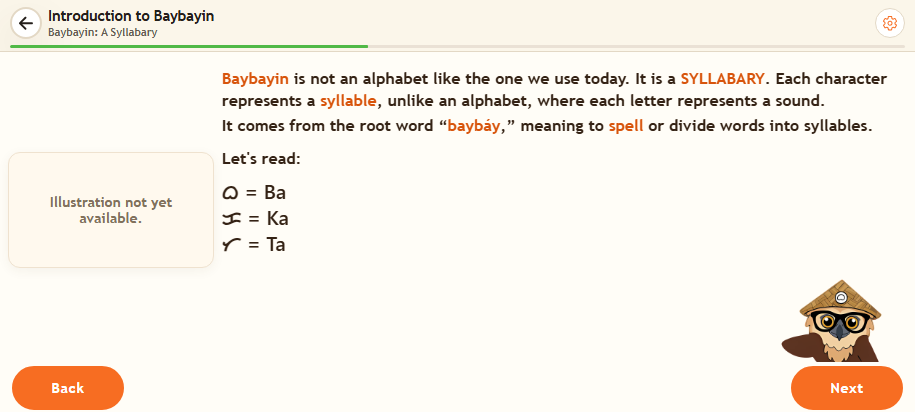 Introduction to Baybayin
Baybayin: A Syllabary
Baybayin is not an alphabet like the one we use today. It is a SYLLABARY. Each character
represents a syllable, unlike an alphabet, where each letter represents a sound.
It comes from the root word “baybáy,” meaning to spell or divide words into syllables.
Let's read:
ᜊ = Ba
ᜃ = Ka
ᜆ = Ta
Illustration not yet
available.
Back
Next